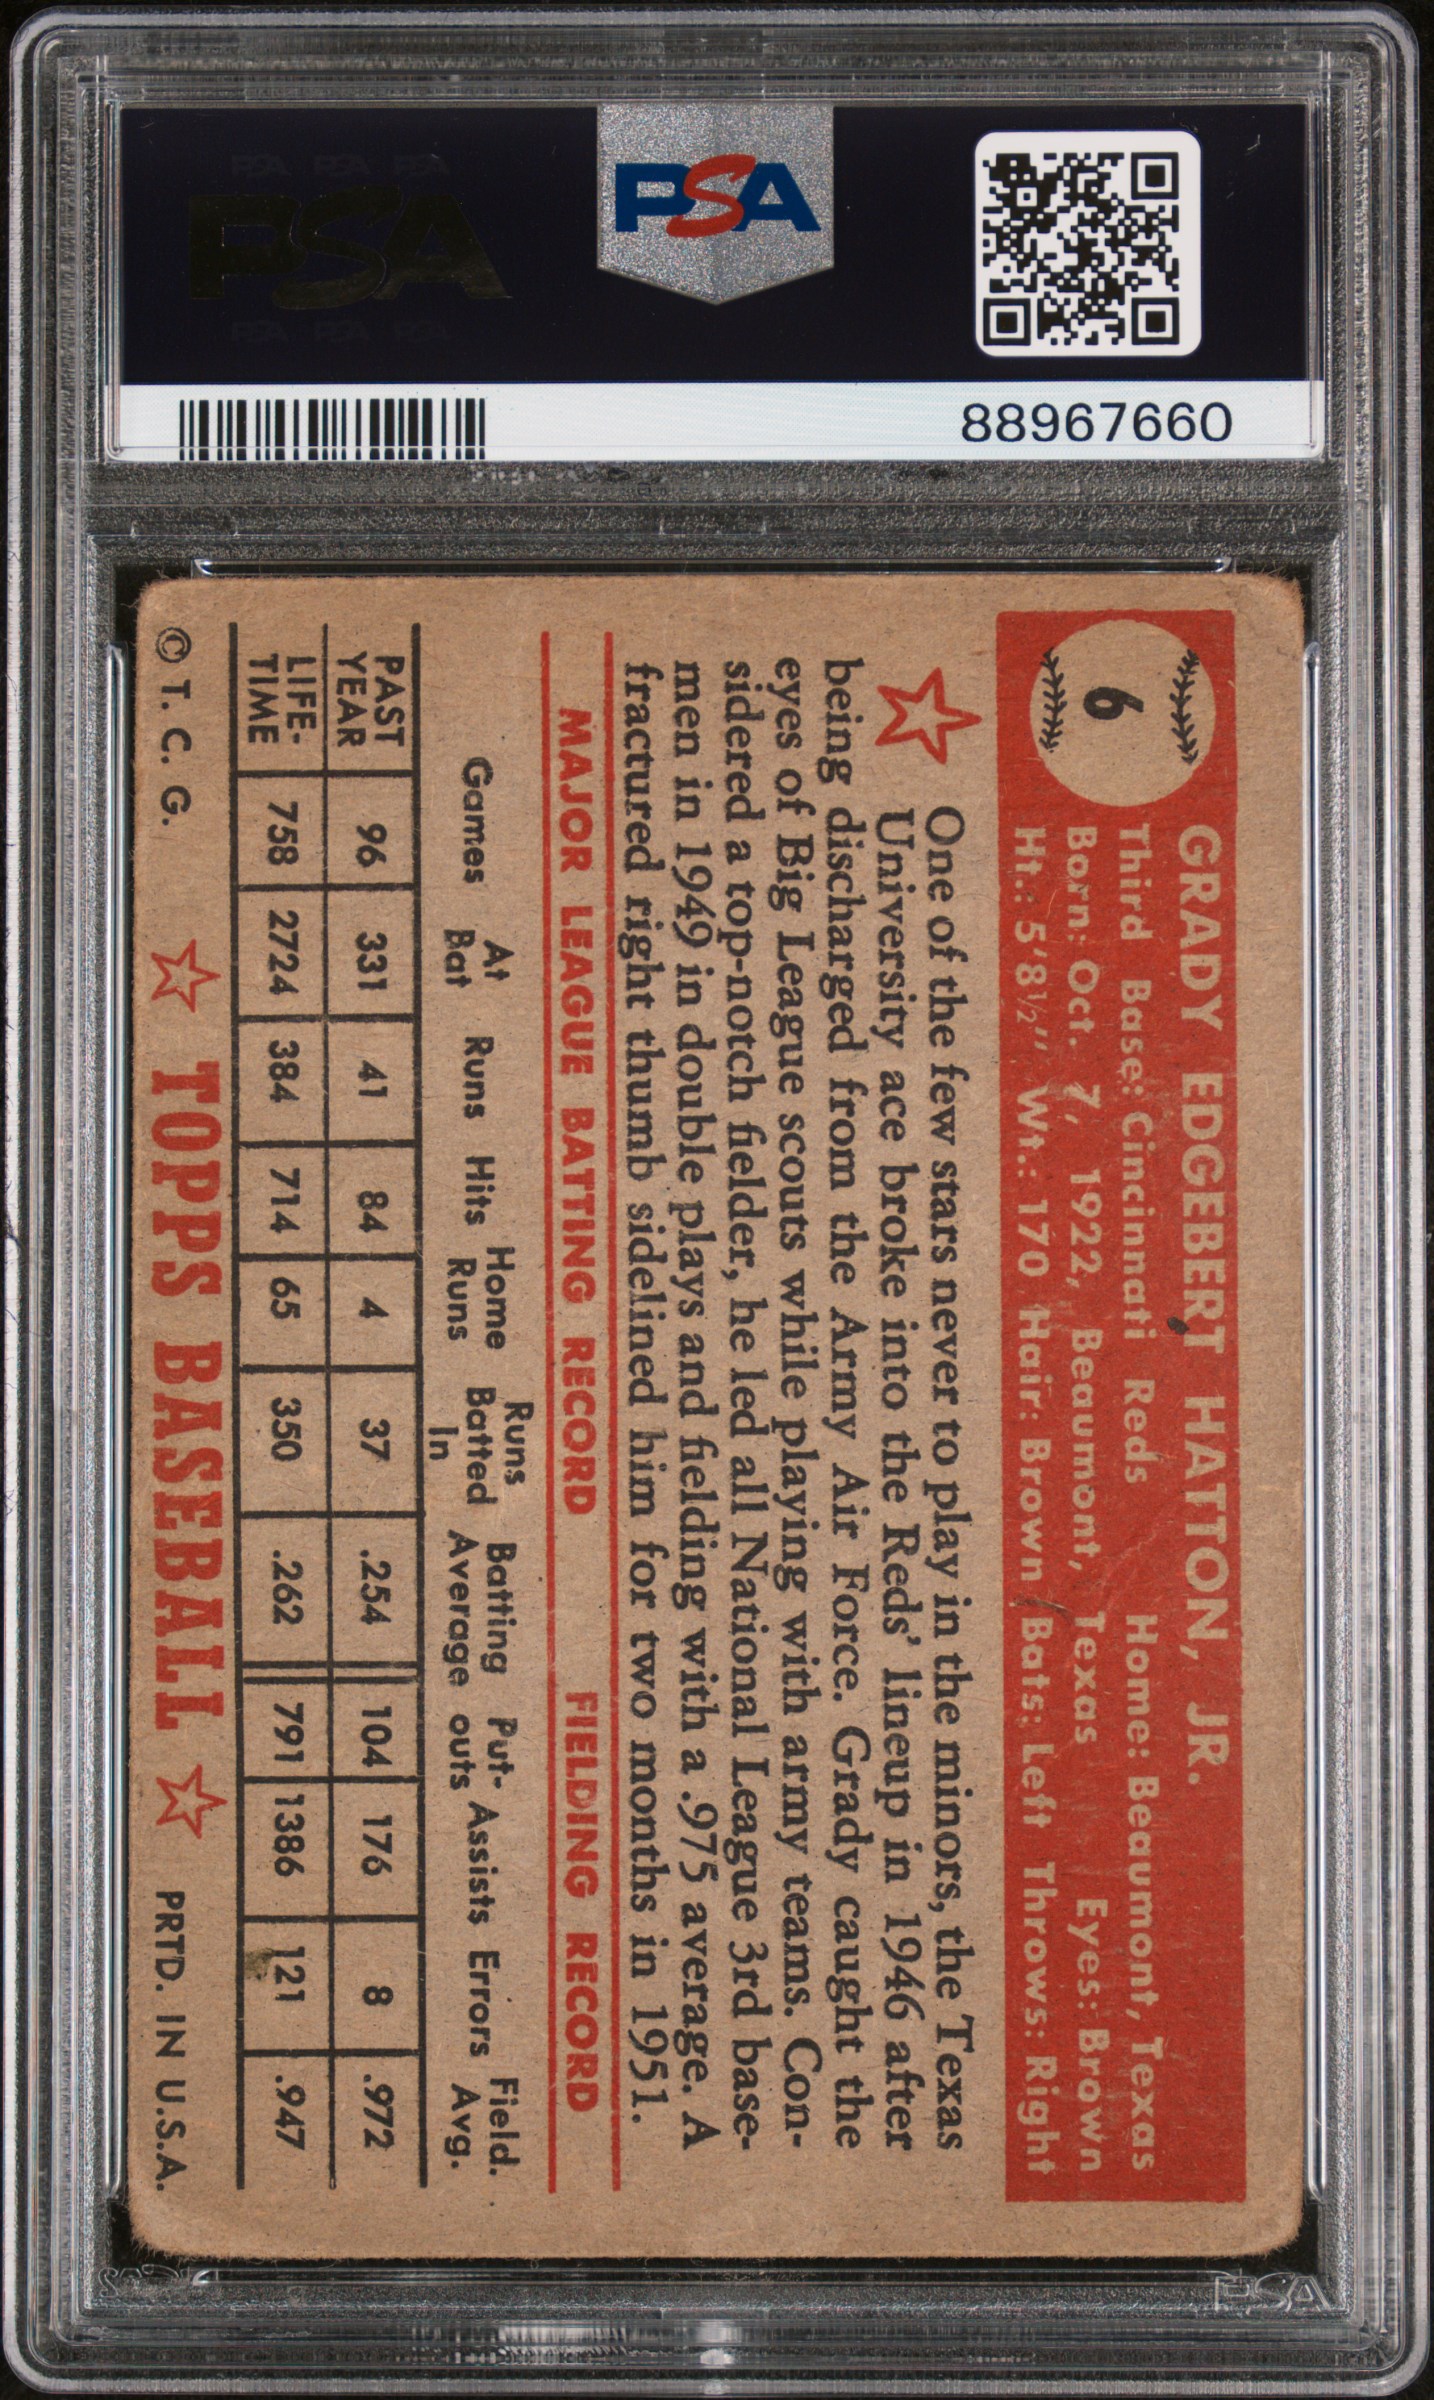 PSA PSA PSA
PSA
PSA PSA PSA
PSA
88967660
6
GRADY EDGEBERT HATTON, JR.
Third Base: Cincinnati Reds Home: Beaumont, Texas
Born: Oct. 7, 1922, Beaumont, Texas Eyes: Brown
Ht.: 5'8½" Wt.: 170 Hair: Brown Bats: Left Throws: Right
One of the few stars never to play in the minors, the Texas
University ace broke into the Reds' lineup in 1946 after
being discharged from the Army Air Force. Grady caught the
eyes of Big League scouts while playing with army teams. Con-
sidered a top-notch fielder, he led all National League 3rd base-
men in 1949 in double plays and fielding with a .975 average. A
fractured right thumb sidelined him for two months in 1951.
MAJOR LEAGUE BATTING RECORD FIELDING RECORD
Games At Bat Runs Hits Home Runs Runs Batted In Batting Average Put-outs Assists Errors Field. Avg.
PAST YEAR 96 331 41 84 4 37 .254 104 176 8 .972
LIFE-TIME 758 2724 384 714 65 350 .262 791 1386 121 .947
© T. C. G. TOPPS BASEBALL PRTD. IN U.S.A.
PSA